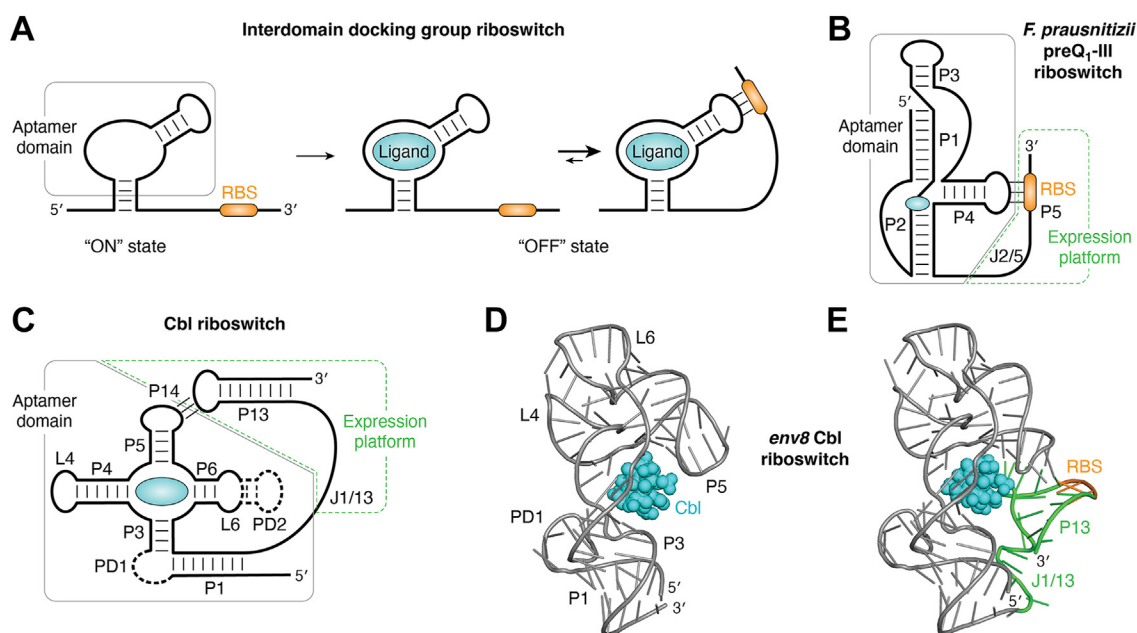 A
Interdomain docking group riboswitch
Aptamer
domain
RBS
5′
3′
Ligand
Ligand
“ON” state
“OFF” state
B
F. prausnitizii
preQ1-III
riboswitch
P3
5′
Aptamer
domain
P1
3′
RBS
P4
P5
P2
J2/5
Expression
platform
C
Cbl riboswitch
Aptamer
domain
P14
3′
P13
Expression
platform
P5
L4
P4
P6
J1/13
L6
PD2
P3
PD1
P1
5′
D
L6
L4
P5
Cbl
PD1
P3
P1
5′
3′
env8 Cbl
riboswitch
E
RBS
P13
3′
J1/13
5′